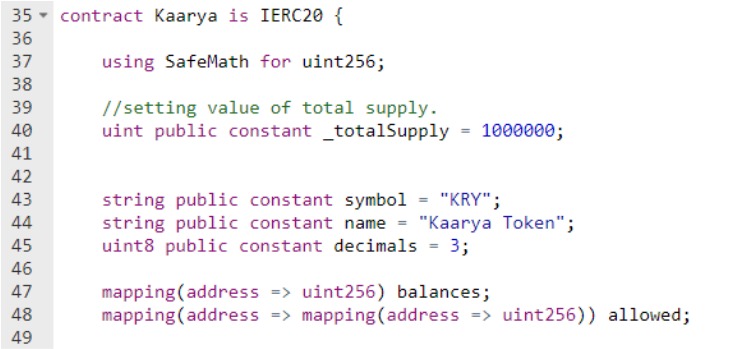 35 contract Kaarya is IERC20 {
36
37 using SafeMath for uint256;
38
39 //setting value of total supply.
40 uint public constant _totalSupply = 1000000;
41
42
43 string public constant symbol = "KRY";
44 string public constant name = "Kaarya Token";
45 uint8 public constant decimals = 3;
46
47 mapping(address => uint256) balances;
48 mapping(address => mapping(address => uint256)) allowed;
49